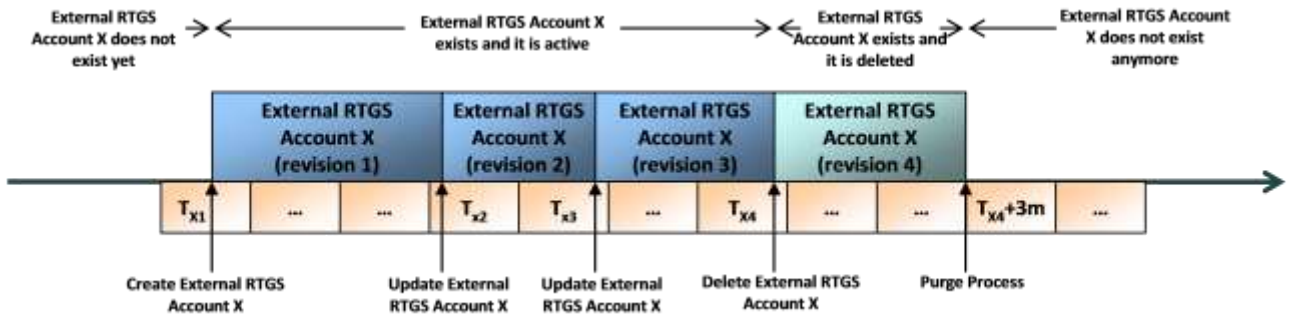 External RTGS
Account X does not
exist yet
External RTGS Account X
exists and it is active
External RTGS
Account X exists and
it is deleted
External RTGS Account
X does not exist
anymore
External RTGS
Account X
(revision 1)
External RTGS
Account X
(revision 2)
External RTGS
Account X
(revision 3)
External RTGS
Account X
(revision 4)
TX1 ... ... Tx2 Tx3 ... TX4 ... ... TX4+3m ...
Create External RTGS
Account X
Update External
RTGS Account X
Update External
RTGS Account X
Delete External RTGS
Account X
Purge Process